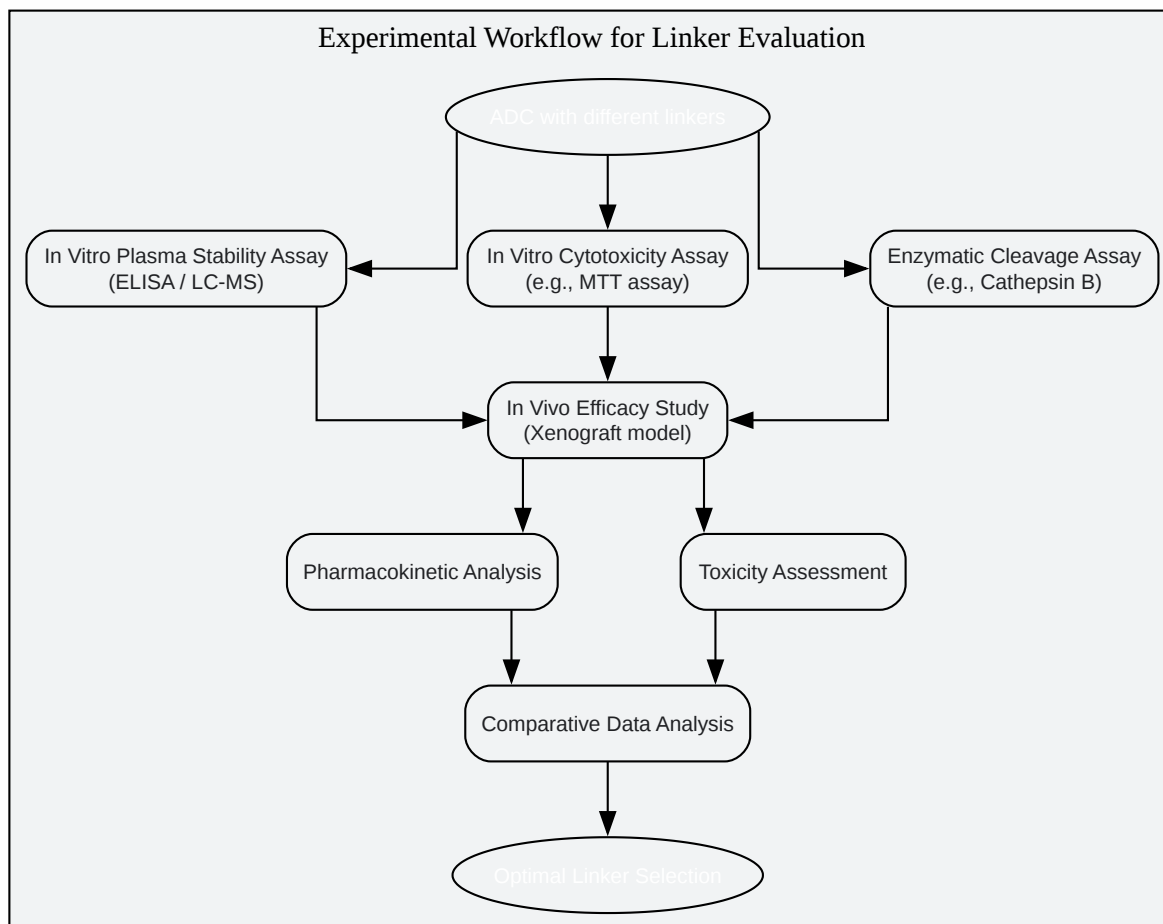 Experimental Workflow for Linker Evaluation
ADC with different linkers
In Vitro Plasma Stability Assay
(ELISA / LC-MS)
In Vitro Cytotoxicity Assay
(e.g., MTT assay)
Enzymatic Cleavage Assay
(e.g., Cathepsin B)
In Vivo Efficacy Study
(Xenograft model)
Pharmacokinetic Analysis
Toxicity Assessment
Comparative Data Analysis
Optimal Linker Selection